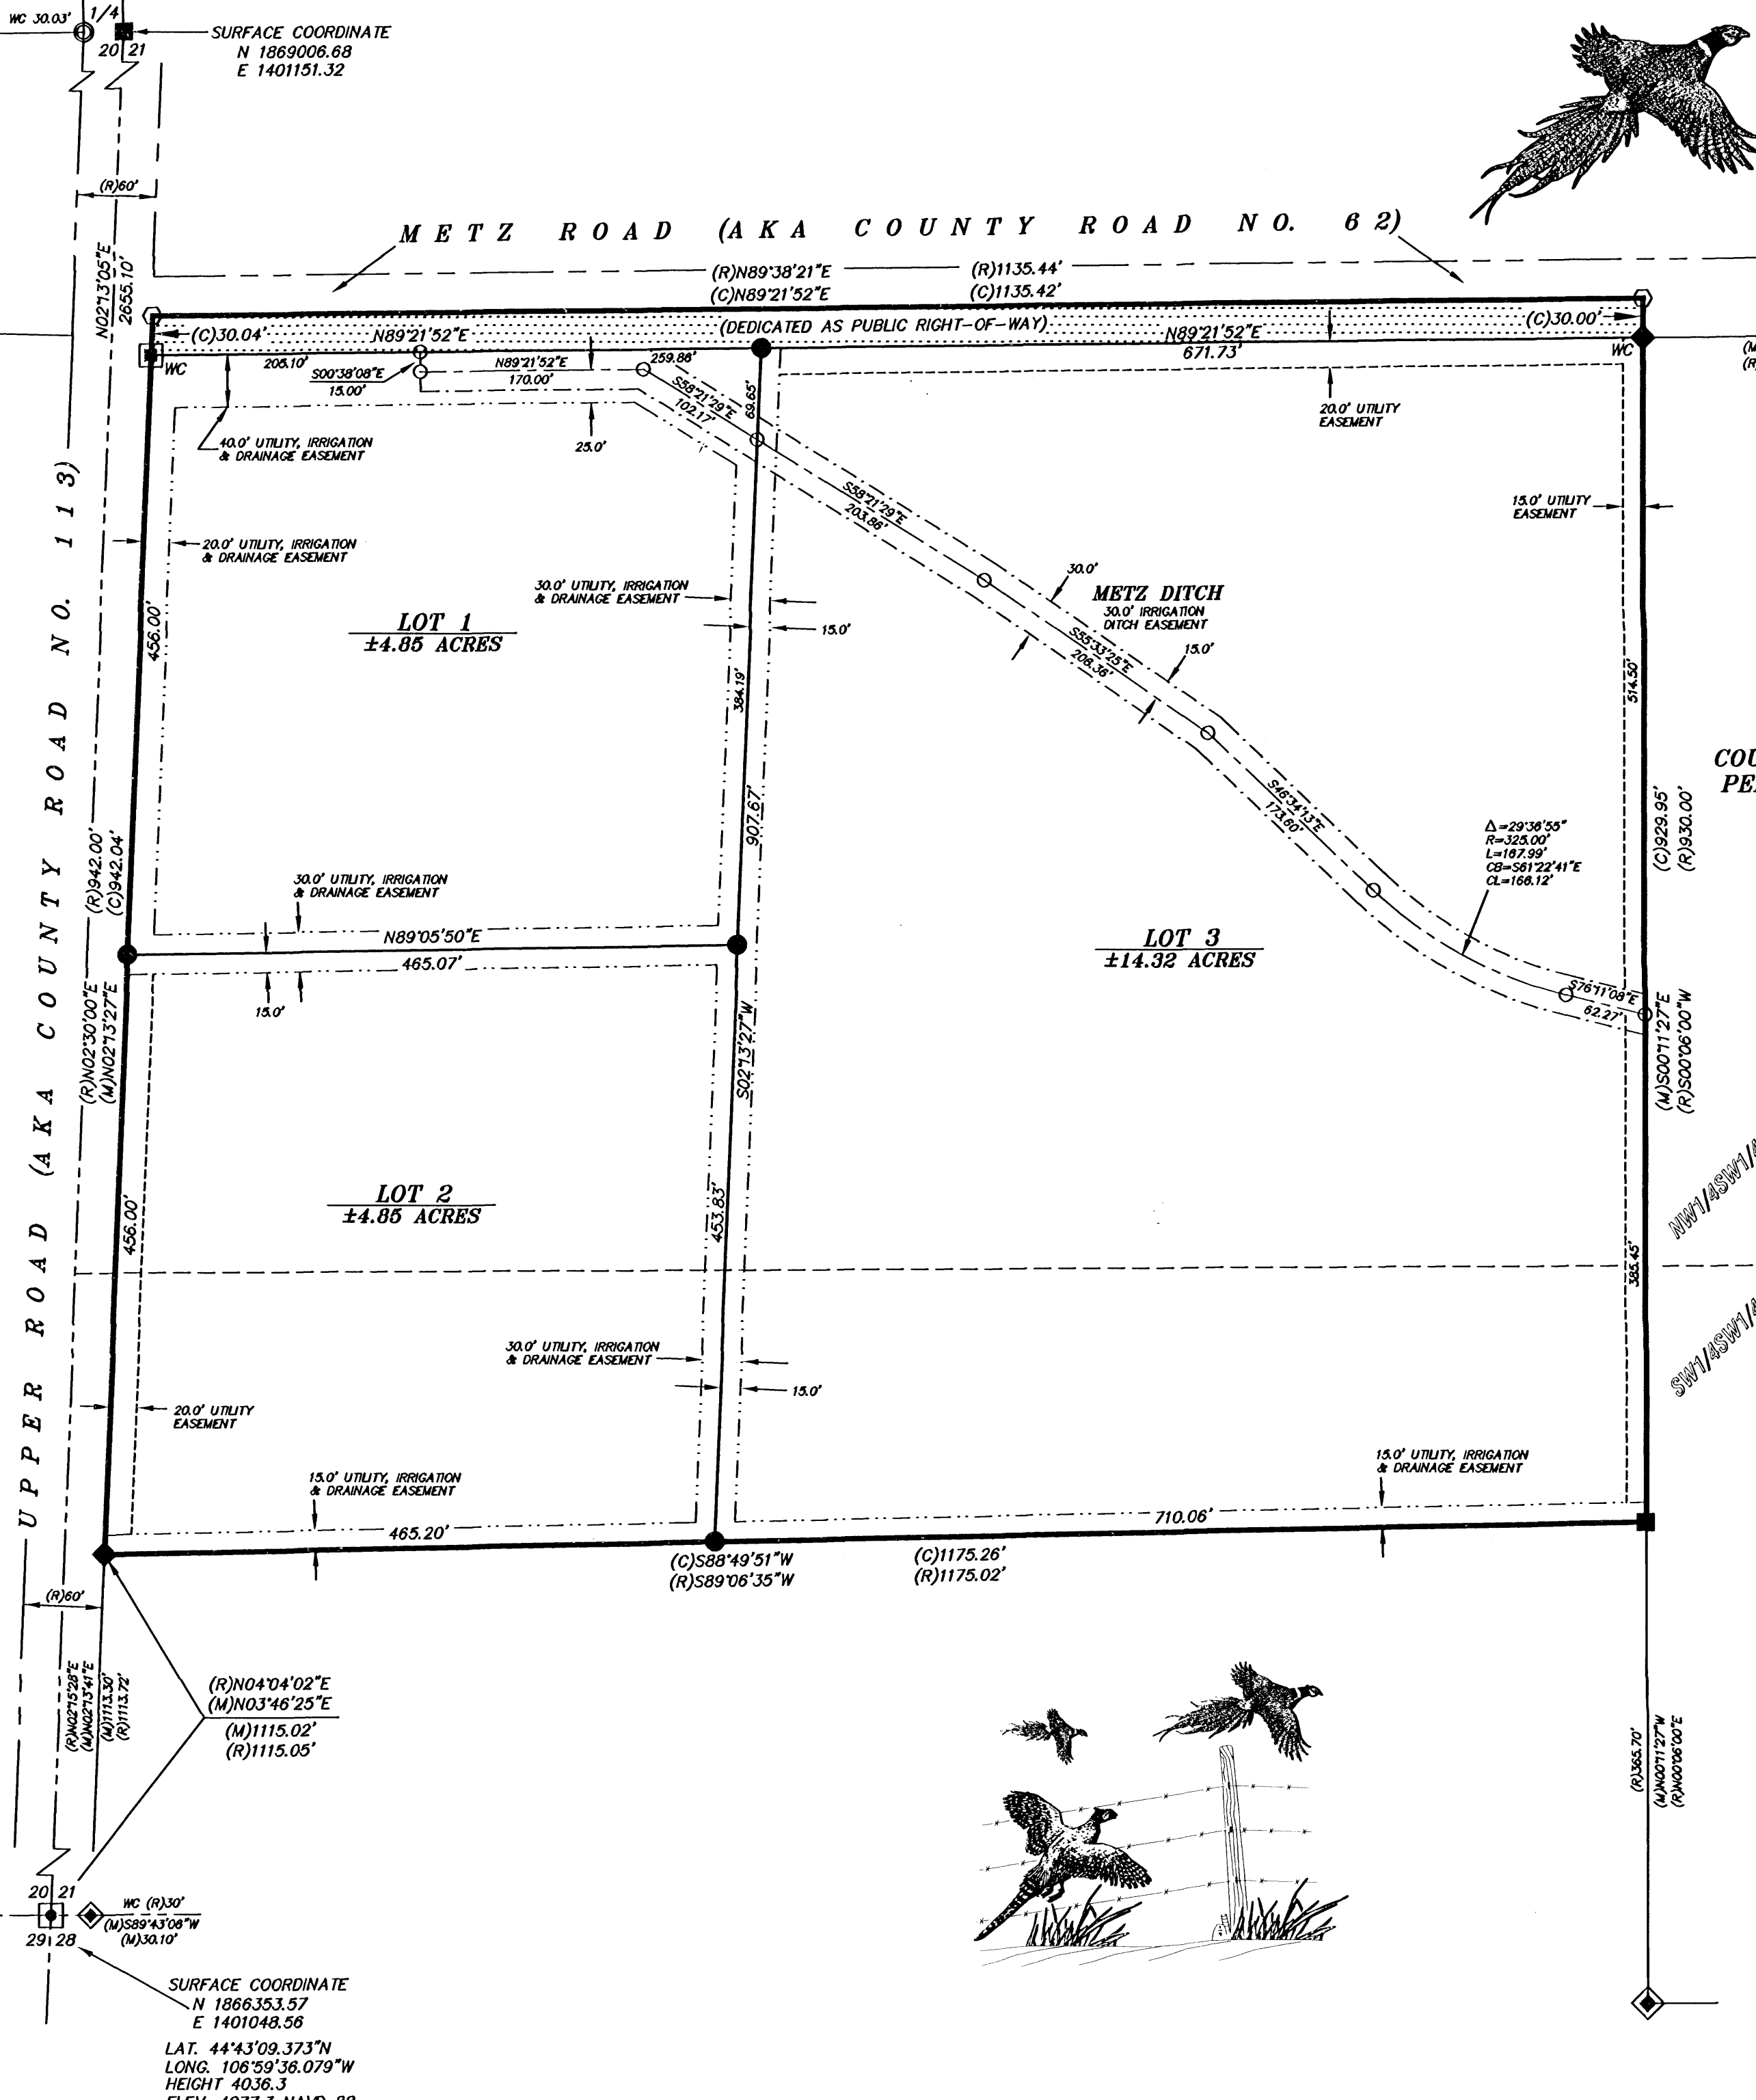 WC 30.03'
1/4
20 21
SURFACE COORDINATE
N 1869006.68
E 1401151.32
(R)60'
N02°13'05"E
2655.10'
METZ ROAD (AKA COUNTY ROAD NO. 62)
(R)N89°38'21"E (R)1135.44'
(C)N89°21'52"E (C)1135.42'
(C)30.04'
N89°21'52"E
(DEDICATED AS PUBLIC RIGHT-OF-WAY)
N89°21'52"E
(C)30.00'
WC
205.10'
259.86'
671.73'
WC
S00°38'08"E
15.00'
N89°21'52"E
170.00'
S58°21'29"E
102.17'
69.65'
40.0' UTILITY, IRRIGATION
& DRAINAGE EASEMENT
25.0'
20.0' UTILITY
EASEMENT
15.0' UTILITY
EASEMENT
20.0' UTILITY, IRRIGATION
& DRAINAGE EASEMENT
S58°21'29"E
203.86'
30.0' UTILITY, IRRIGATION
& DRAINAGE EASEMENT
15.0'
30.0'
METZ DITCH
30.0' IRRIGATION
DITCH EASEMENT
15.0'
LOT 1
±4.85 ACRES
456.00'
384.19'
S55°33'25"E
206.36'
514.50'
UPPER ROAD (AKA COUNTY ROAD NO. 113)
(R)942.00'
(C)942.04'
907.67'
S46°34'13"E
173.60'
Δ=29°36'55"
R=325.00'
L=167.99'
CB=S61°22'41"E
CL=166.12'
(C)929.95'
(R)930.00'
30.0' UTILITY, IRRIGATION
& DRAINAGE EASEMENT
N89°05'50"E
465.07'
15.0'
LOT 3
±14.32 ACRES
S76°11'08"E
62.27'
(R)N02°30'00"E
(M)N02°13'27"E
S02°13'27"W
(M)S00°11'27"E
(R)S00°06'00"W
LOT 2
±4.85 ACRES
456.00'
453.83'
385.45'
NW1/4SW1/4
SW1/4SW1/4
30.0' UTILITY, IRRIGATION
& DRAINAGE EASEMENT
15.0'
20.0' UTILITY
EASEMENT
15.0' UTILITY, IRRIGATION
& DRAINAGE EASEMENT
15.0' UTILITY, IRRIGATION
& DRAINAGE EASEMENT
465.20'
710.06'
(C)S88°49'51"W (C)1175.26'
(R)S89°06'35"W (R)1175.02'
(R)60'
(R)N02°15'28"E
(M)N02°13'41"E
(M)1113.30'
(R)1113.72'
(R)N04°04'02"E
(M)N03°46'25"E
(M)1115.02'
(R)1115.05'
(R)365.70'
(M)N00°11'27"W
(R)N00°06'00"E
20 21
29 28
WC (R)30'
(M)S89°43'06"W
(M)30.10'
SURFACE COORDINATE
N 1866353.57
E 1401048.56
LAT. 44°43'09.373"N
LONG. 106°59'36.079"W
HEIGHT 4036.3